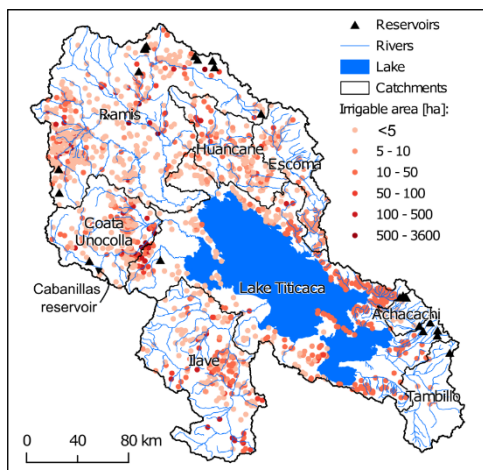 Reservoirs
Rivers
Lake
Catchments
Irrigable area [ha]:
<5
5 - 10
10 - 50
50 - 100
100 - 500
500 - 3600
Ramis
Huancane
Escoma
Coata
Unocolla
Cabanillas
reservoir
Lake Titicaca
Achacachi
Ilave
Tambillo
0 40 80 km